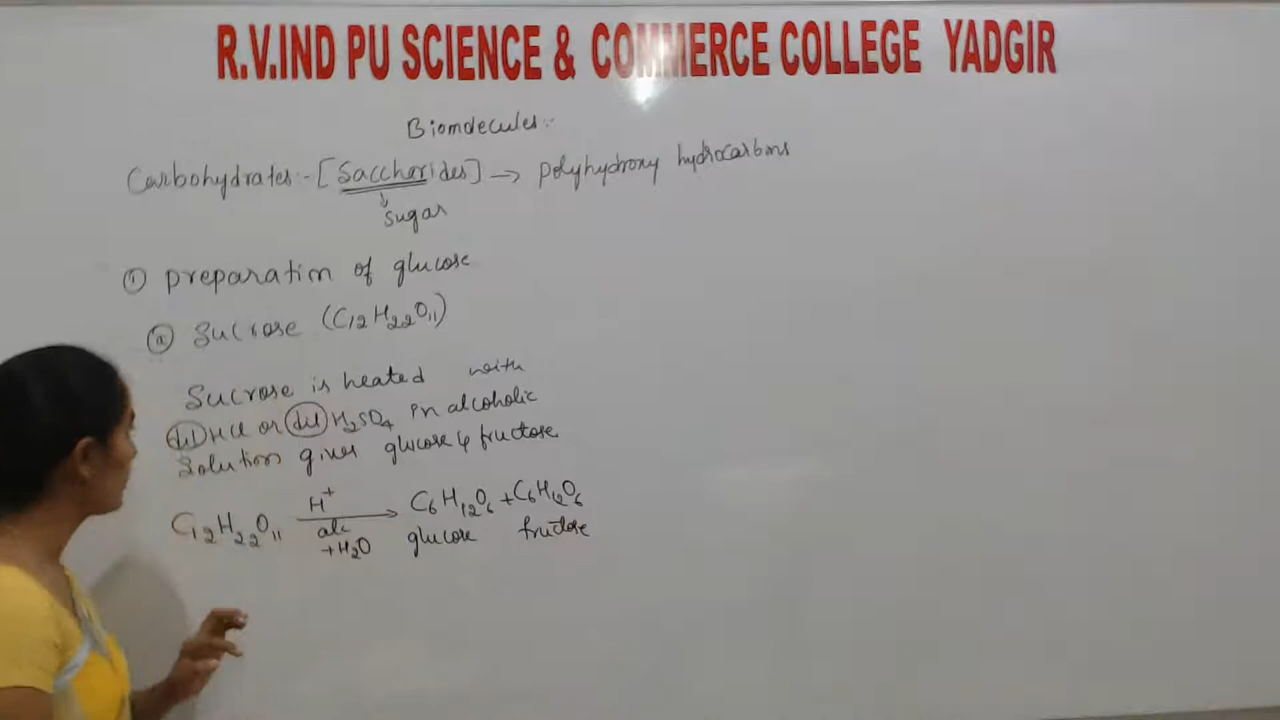 R.V.IND PU SCIENCE & COMMERCE COLLEGE YADGIR
Biomolecules:-
Carbohydrates:- [Saccharides] → polyhydroxy hydrocarbons
↓
Sugar
① preparation of glucose
ⓐ Sucrose (C₁₂H₂₂O₁₁)
Sucrose is heated with
dil HCl or dil H₂SO₄ in alcoholic
Solution gives glucose & fructose
C₁₂H₂₂O₁₁ H⁺ → C₆H₁₂O₆ + C₆H₁₂O₆
alc glucose fructose
+H₂O